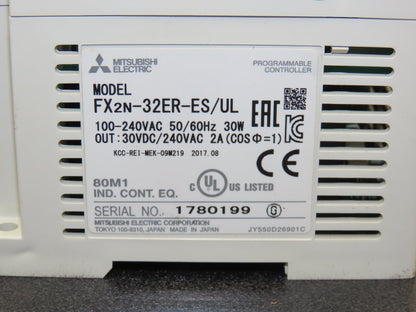 MITSUBISHI ELECTRIC
PROGRAMMABLE CONTROLLER
MODEL
FX2N-32ER-ES/UL
100-240VAC 50/60Hz 30W
OUT:30VDC/240VAC 2A(COSΦ=1)
EAC
KCC-REI-MEK-09M219 2017.08
CE
80M1
IND. CONT. EQ.
C UL US LISTED
SERIAL NO. 1780199 G
MITSUBISHI ELECTRIC CORPORATION
TOKYO 100-8310, JAPAN MADE IN JAPAN
JY550D26901C